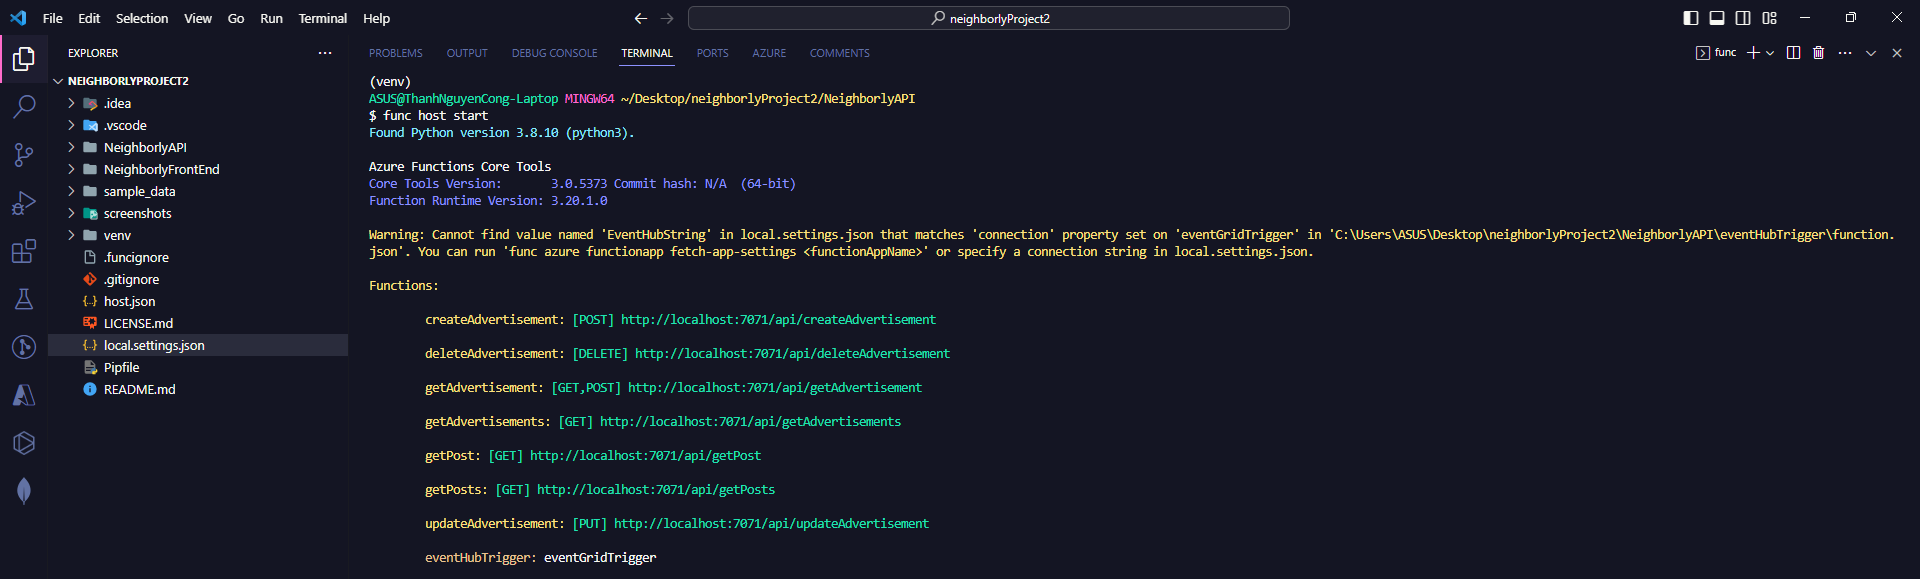 File Edit Selection View Go Run Terminal Help
neighborlyProject2
EXPLORER
NEIGHBORLYPROJECT2
.idea
.vscode
NeighborlyAPI
NeighborlyFrontEnd
sample_data
screenshots
venv
.funcignore
.gitignore
host.json
LICENSE.md
local.settings.json
Pipfile
README.md
PROBLEMS OUTPUT DEBUG CONSOLE TERMINAL PORTS AZURE COMMENTS
func
(venv)
ASUS@ThanhNguyenCong-Laptop MINGW64 ~/Desktop/neighborlyProject2/NeighborlyAPI
$ func host start
Found Python version 3.8.10 (python3).
Azure Functions Core Tools
Core Tools Version:       3.0.5373 Commit hash: N/A  (64-bit)
Function Runtime Version: 3.20.1.0
Warning: Cannot find value named 'EventHubString' in local.settings.json that matches 'connection' property set on 'eventGridTrigger' in 'C:\Users\ASUS\Desktop\neighborlyProject2\NeighborlyAPI\eventHubTrigger\function.
json'. You can run 'func azure functionapp fetch-app-settings <functionAppName>' or specify a connection string in local.settings.json.
Functions:
createAdvertisement: [POST] http://localhost:7071/api/createAdvertisement
deleteAdvertisement: [DELETE] http://localhost:7071/api/deleteAdvertisement
getAdvertisement: [GET,POST] http://localhost:7071/api/getAdvertisement
getAdvertisements: [GET] http://localhost:7071/api/getAdvertisements
getPost: [GET] http://localhost:7071/api/getPost
getPosts: [GET] http://localhost:7071/api/getPosts
updateAdvertisement: [PUT] http://localhost:7071/api/updateAdvertisement
eventHubTrigger: eventGridTrigger